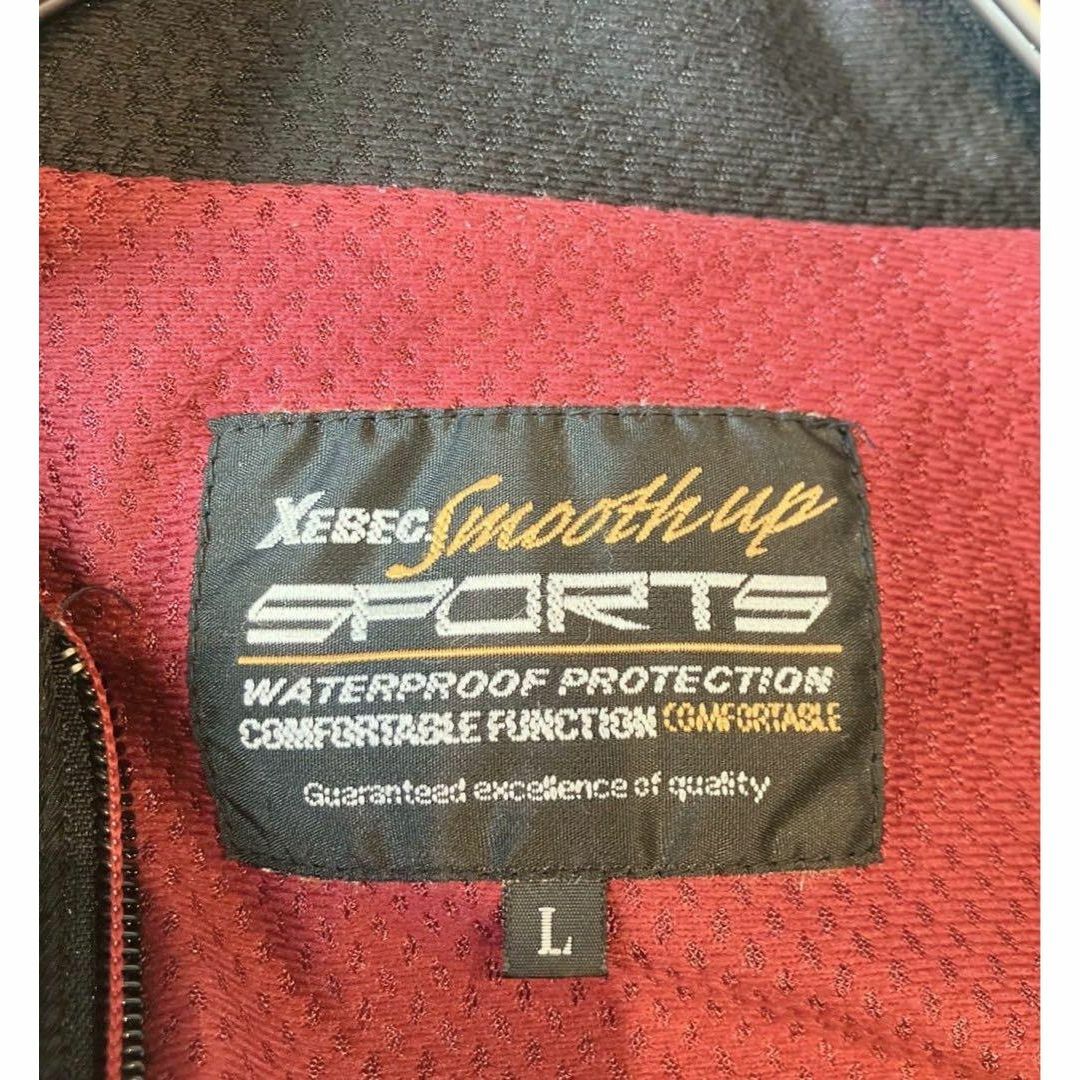 XEBEC. Smooth up
SPORTS
WATERPROOF PROTECTION
COMFORTABLE FUNCTION COMFORTABLE
Guaranteed excellence of quality
L